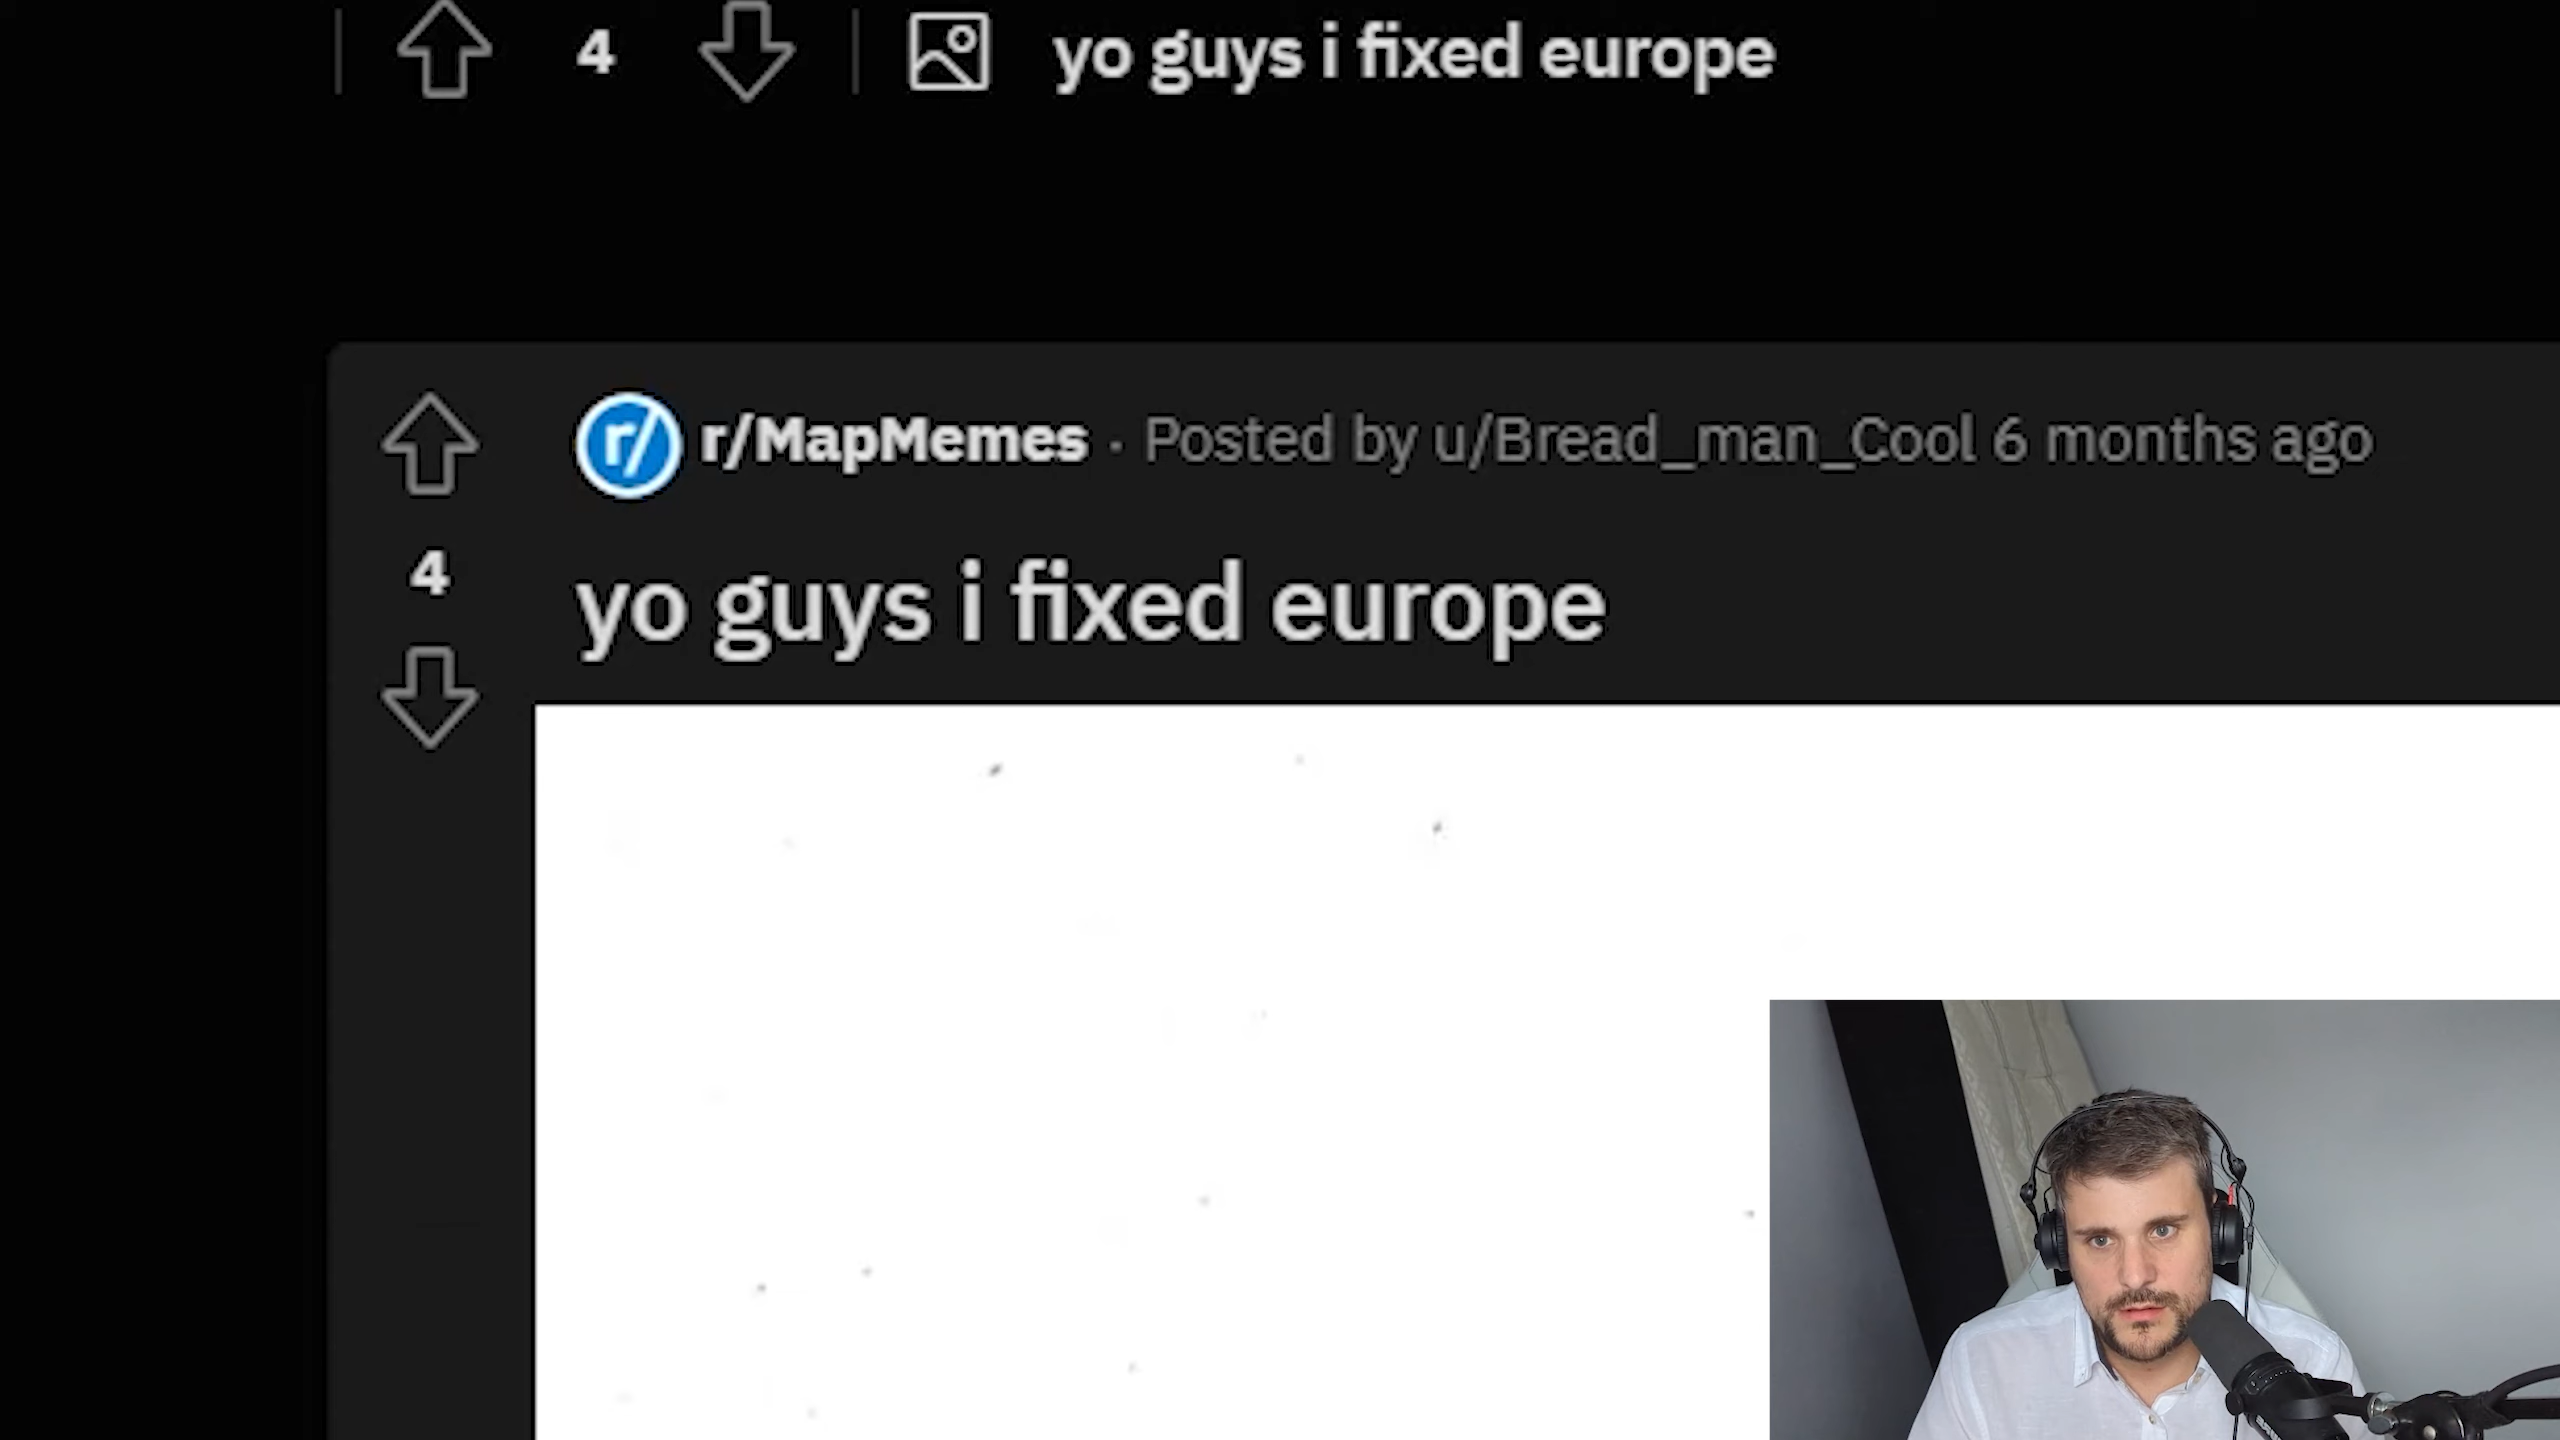 4 yo guys i fixed europe
r/ r/MapMemes · Posted by u/Bread_man_Cool 6 months ago
4
yo guys i fixed europe